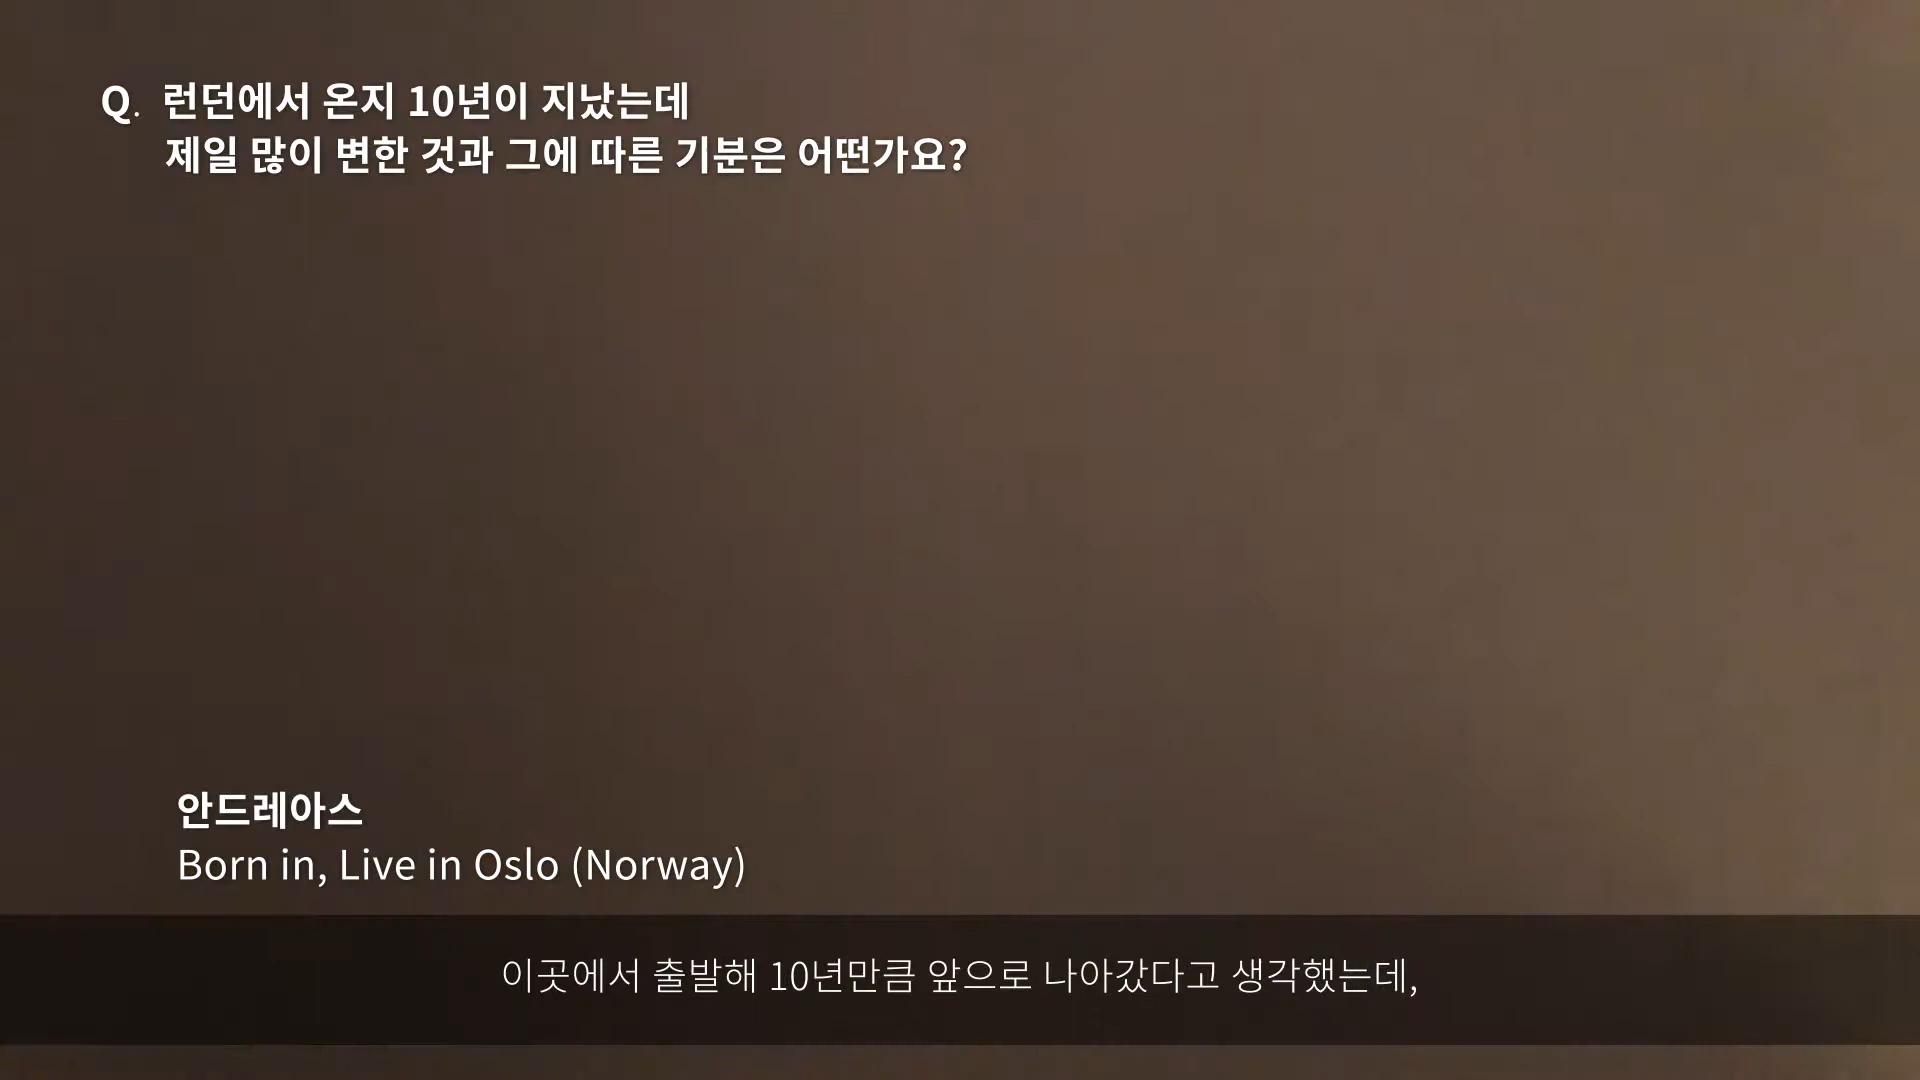 Q. 런던에서 온지 10년이 지났는데
제일 많이 변한 것과 그에 따른 기분은 어떤가요?
안드레아스
Born in, Live in Oslo (Norway)
이곳에서 출발해 10년만큼 앞으로 나아갔다고 생각했는데,